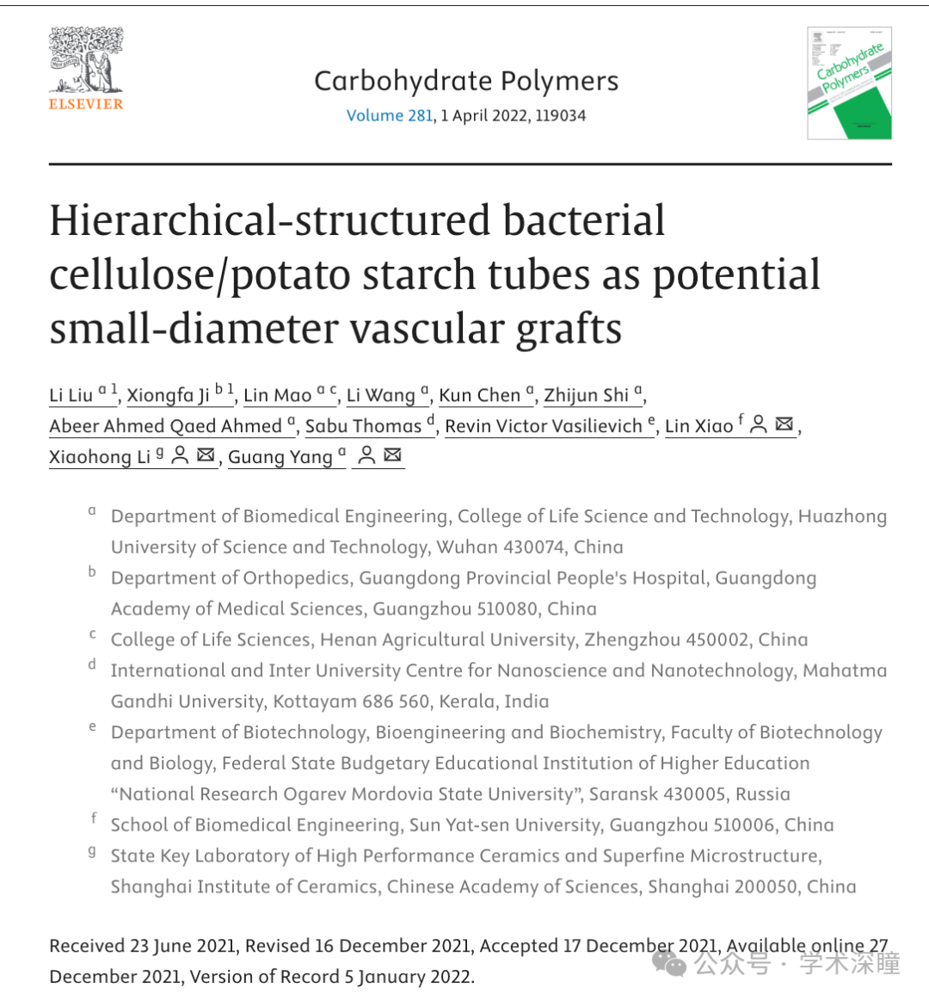 ELSEVIER
Carbohydrate Polymers
Volume 281, 1 April 2022, 119034
Carbohydrate
Polymers
Hierarchical-structured bacterial
cellulose/potato starch tubes as potential
small-diameter vascular grafts
Li Liu a 1, Xiongfa Ji b 1, Lin Mao a c, Li Wang a, Kun Chen a, Zhijun Shi a,
Abeer Ahmed Qaed Ahmed a, Sabu Thomas d, Revin Victor Vasilievich e, Lin Xiao f,
Xiaohong Li g, Guang Yang a
a Department of Biomedical Engineering, College of Life Science and Technology, Huazhong
University of Science and Technology, Wuhan 430074, China
b Department of Orthopedics, Guangdong Provincial People's Hospital, Guangdong
Academy of Medical Sciences, Guangzhou 510080, China
c College of Life Sciences, Henan Agricultural University, Zhengzhou 450002, China
d International and Inter University Centre for Nanoscience and Nanotechnology, Mahatma
Gandhi University, Kottayam 686 560, Kerala, India
e Department of Biotechnology, Bioengineering and Biochemistry, Faculty of Biotechnology
and Biology, Federal State Budgetary Educational Institution of Higher Education
“National Research Ogarev Mordovia State University”, Saransk 430005, Russia
f School of Biomedical Engineering, Sun Yat-sen University, Guangzhou 510006, China
g State Key Laboratory of High Performance Ceramics and Superfine Microstructure,
Shanghai Institute of Ceramics, Chinese Academy of Sciences, Shanghai 200050, China
Received 23 June 2021, Revised 16 December 2021, Accepted 17 December 2021, Available online 27
December 2021, Version of Record 5 January 2022.
公众号 · 学术深瞳